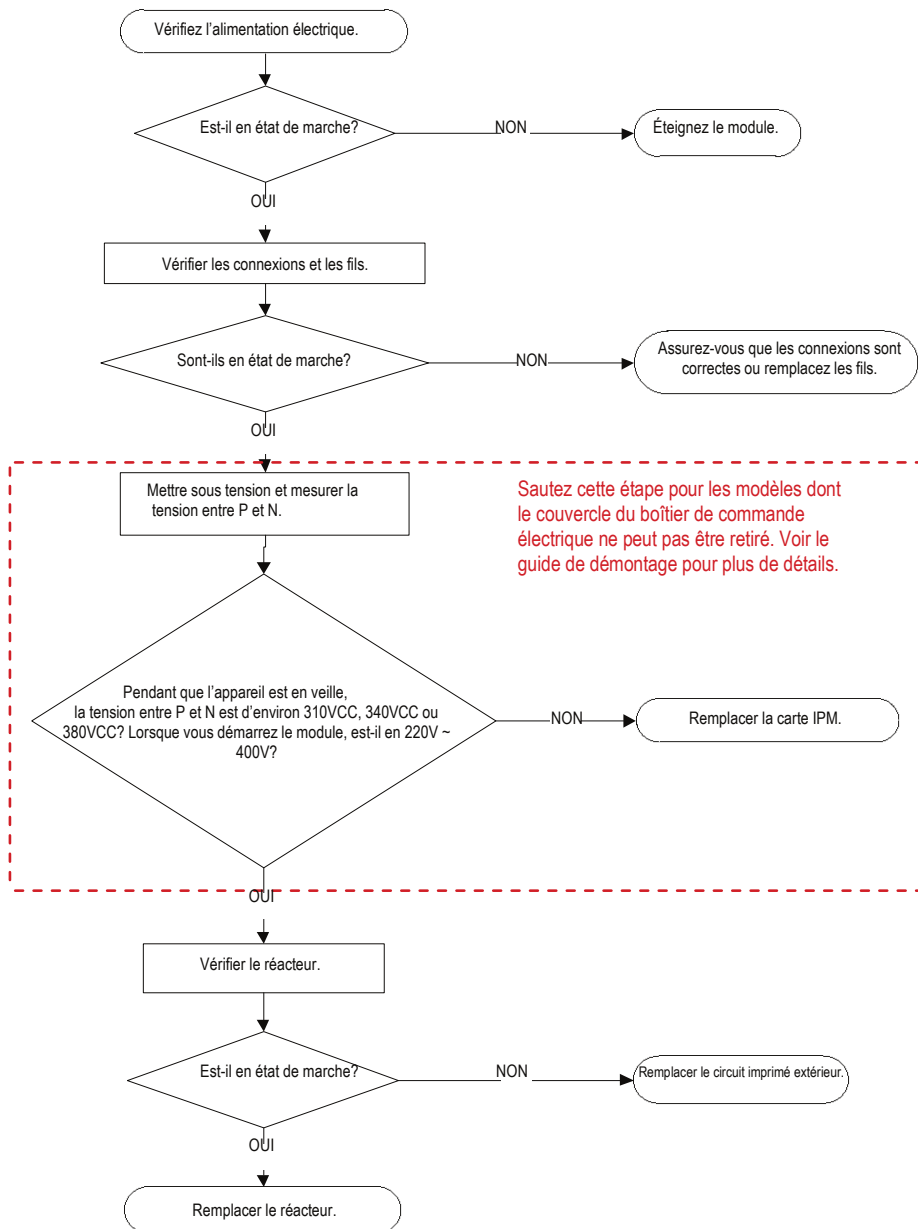 Vérifiez l’alimentation électrique.
Est-il en état de marche?
NON
Éteignez le module.
OUI
Vérifier les connexions et les fils.
Sont-ils en état de marche?
NON
Assurez-vous que les connexions sont
correctes ou remplacez les fils.
OUI
Mettre sous tension et mesurer la
tension entre P et N.
Sautez cette étape pour les modèles dont
le couvercle du boîtier de commande
électrique ne peut pas être retiré. Voir le
guide de démontage pour plus de détails.
Pendant que l’appareil est en veille,
la tension entre P et N est d’environ 310VCC, 340VCC ou
380VCC? Lorsque vous démarrez le module, est-il en 220V ~
400V?
NON
Remplacer la carte IPM.
OUI
Vérifier le réacteur.
Est-il en état de marche?
NON
Remplacer le circuit imprimé extérieur.
OUI
Remplacer le réacteur.